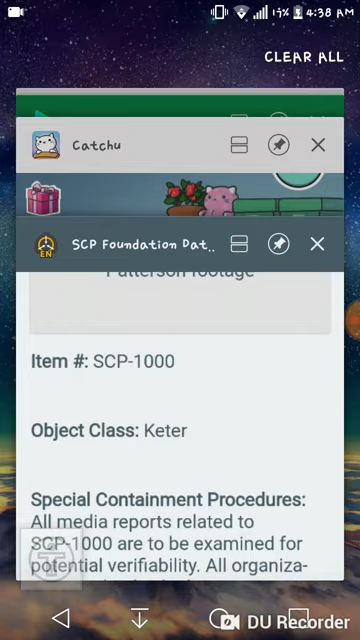 17% 4:38 AM
CLEAR ALL
Catchu
SCP Foundation Dat..
EN
Patterson footage
Item #: SCP-1000
Object Class: Keter
Special Containment Procedures:
All media reports related to
SCP-1000 are to be examined for
potential verifiability. All organiza-
DU Recorder